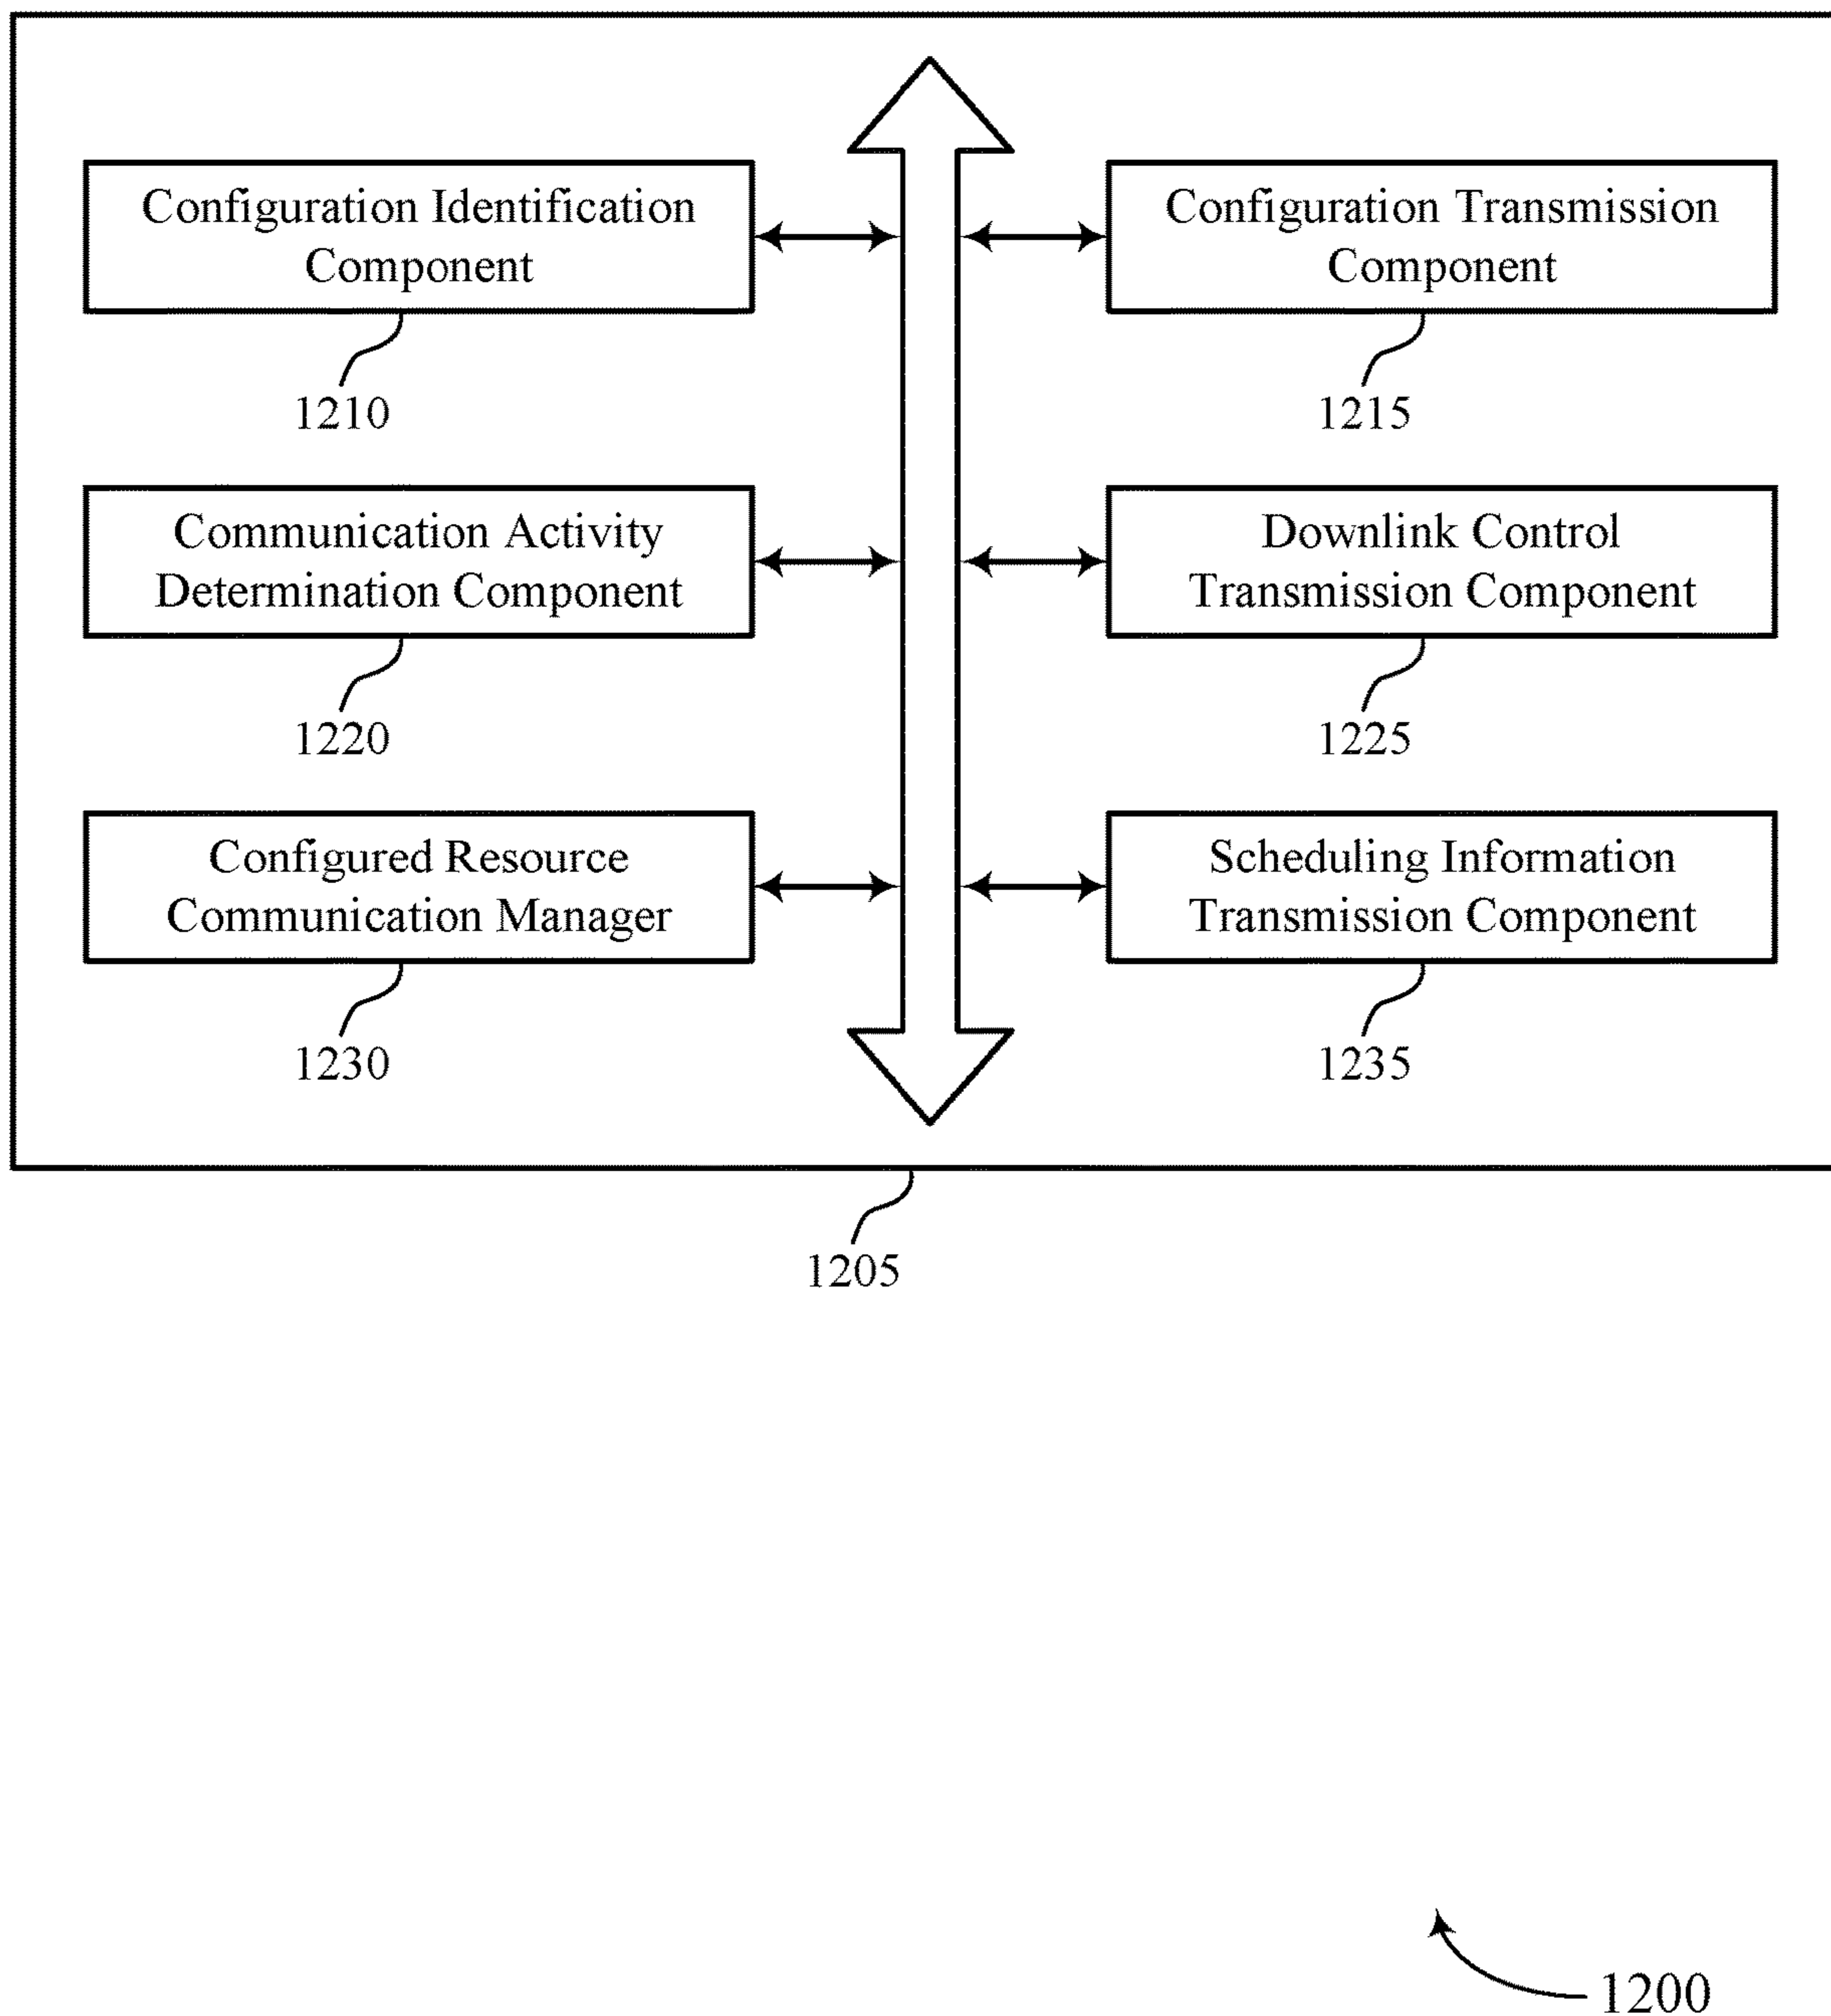 Configuration Identification
Component
1210
Configuration Transmission
Component
1215
Communication Activity
Determination Component
1220
Downlink Control
Transmission Component
1225
Configured Resource
Communication Manager
1230
Scheduling Information
Transmission Component
1235
1205
1200